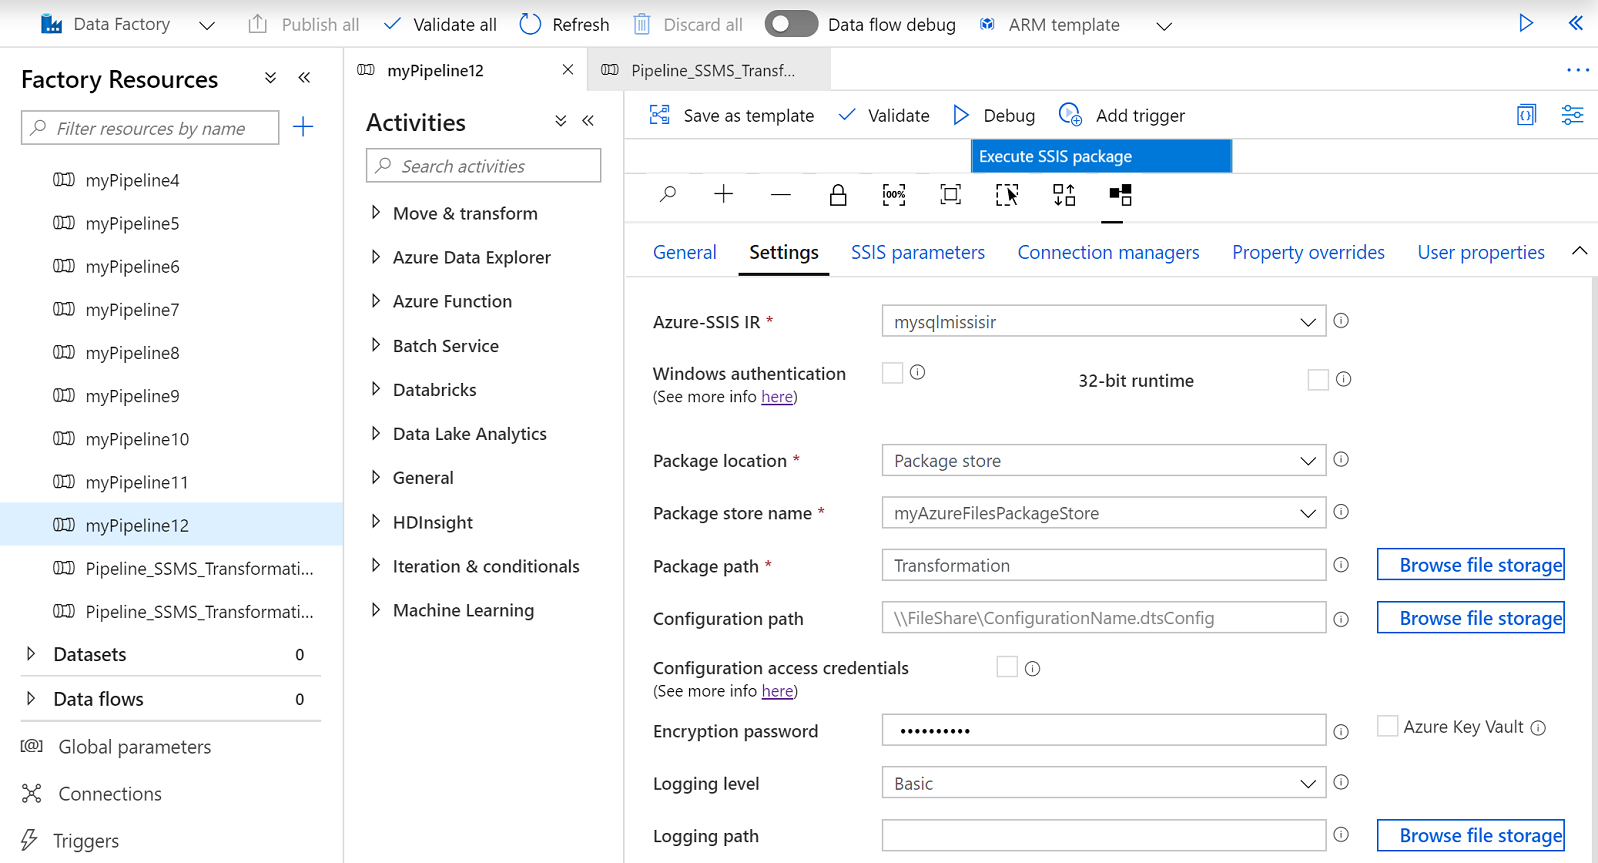 Data Factory
Publish all
Validate all
Refresh
Discard all
Data flow debug
ARM template
Factory Resources
Filter resources by name
myPipeline4
myPipeline5
myPipeline6
myPipeline7
myPipeline8
myPipeline9
myPipeline10
myPipeline11
myPipeline12
Pipeline_SSMS_Transformati...
Pipeline_SSMS_Transformati...
Datasets 0
Data flows 0
Global parameters
Connections
Triggers
myPipeline12
Pipeline_SSMS_Transf...
Activities
Search activities
Move & transform
Azure Data Explorer
Azure Function
Batch Service
Databricks
Data Lake Analytics
General
HDInsight
Iteration & conditionals
Machine Learning
Save as template
Validate
Debug
Add trigger
Execute SSIS package
100%
General
Settings
SSIS parameters
Connection managers
Property overrides
User properties
Azure-SSIS IR *
mysqlmissisir
Windows authentication
(See more info here)
32-bit runtime
Package location *
Package store
Package store name *
myAzureFilesPackageStore
Package path *
Transformation
Browse file storage
Configuration path
\\FileShare\ConfigurationName.dtsConfig
Browse file storage
Configuration access credentials
(See more info here)
Encryption password
••••••••••
Azure Key Vault
Logging level
Basic
Logging path
Browse file storage